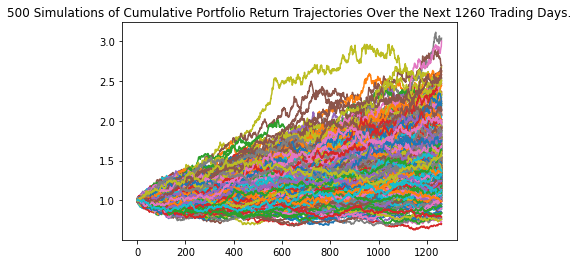 500 Simulations of Cumulative Portfolio Return Trajectories Over the Next 1260 Trading Days.
3.0
2.5
2.0
1.5
1.0
0 200 400 600 800 1000 1200